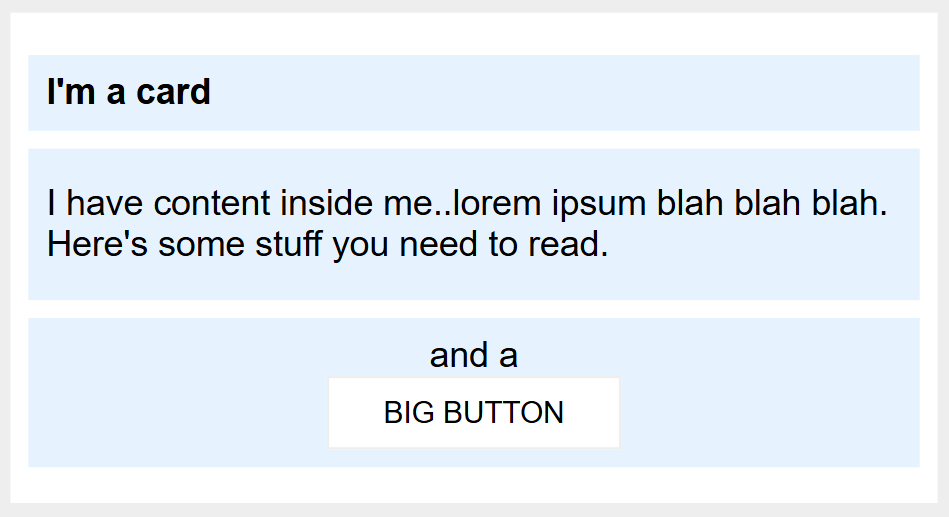 I'm a card
I have content inside me..lorem ipsum blah blah blah.
Here's some stuff you need to read.
and a
BIG BUTTON